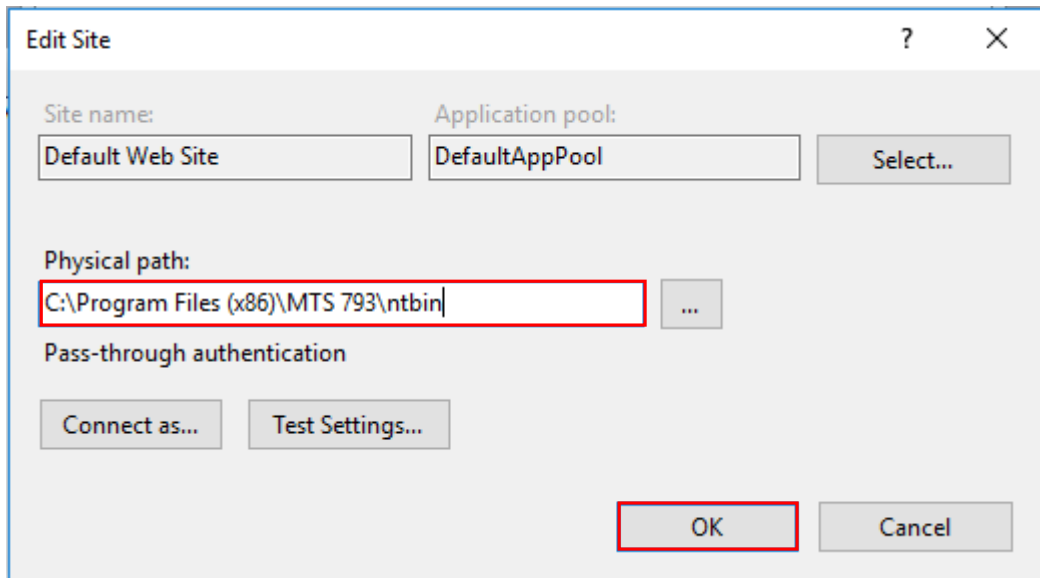 Edit Site
?
Site name:
Application pool:
Default Web Site
DefaultAppPool
Select...
Physical path:
C:\Program Files (x86)\MTS 793\ntbin
...
Pass-through authentication
Connect as...
Test Settings...
OK
Cancel